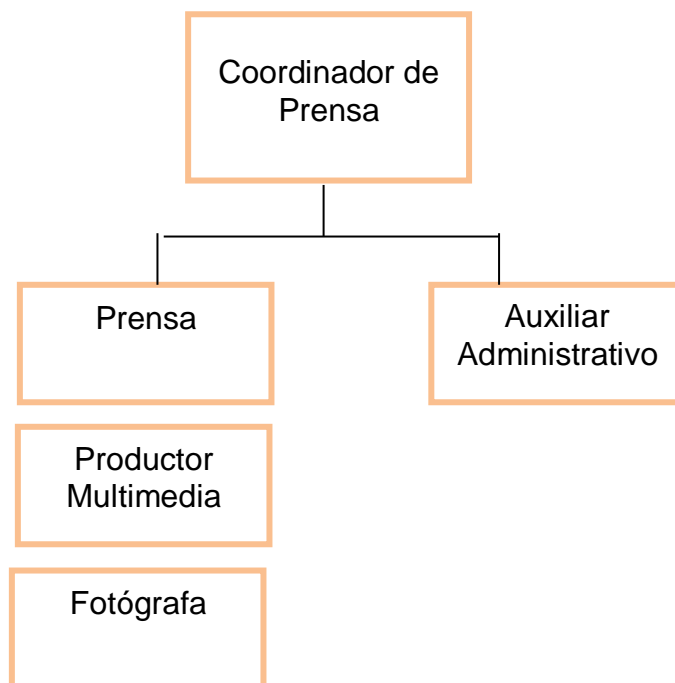 Coordinador de
Prensa
Prensa
Auxiliar
Administrativo
Productor
Multimedia
Fotógrafa